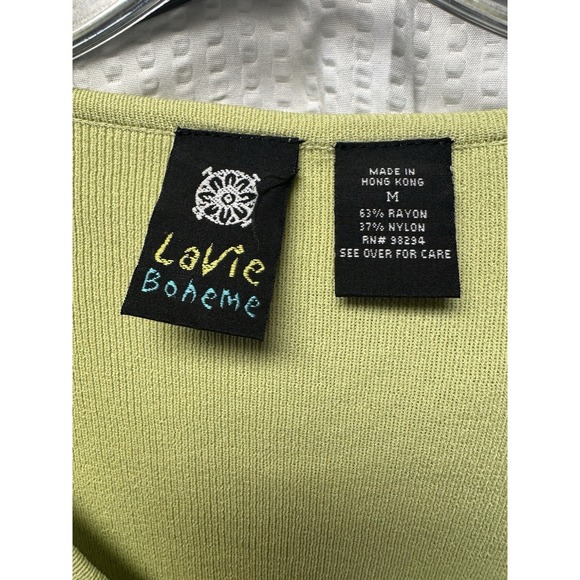 LaVie
Boheme
MADE IN
HONG KONG
M
63% RAYON
37% NYLON
RN# 98294
SEE OVER FOR CARE